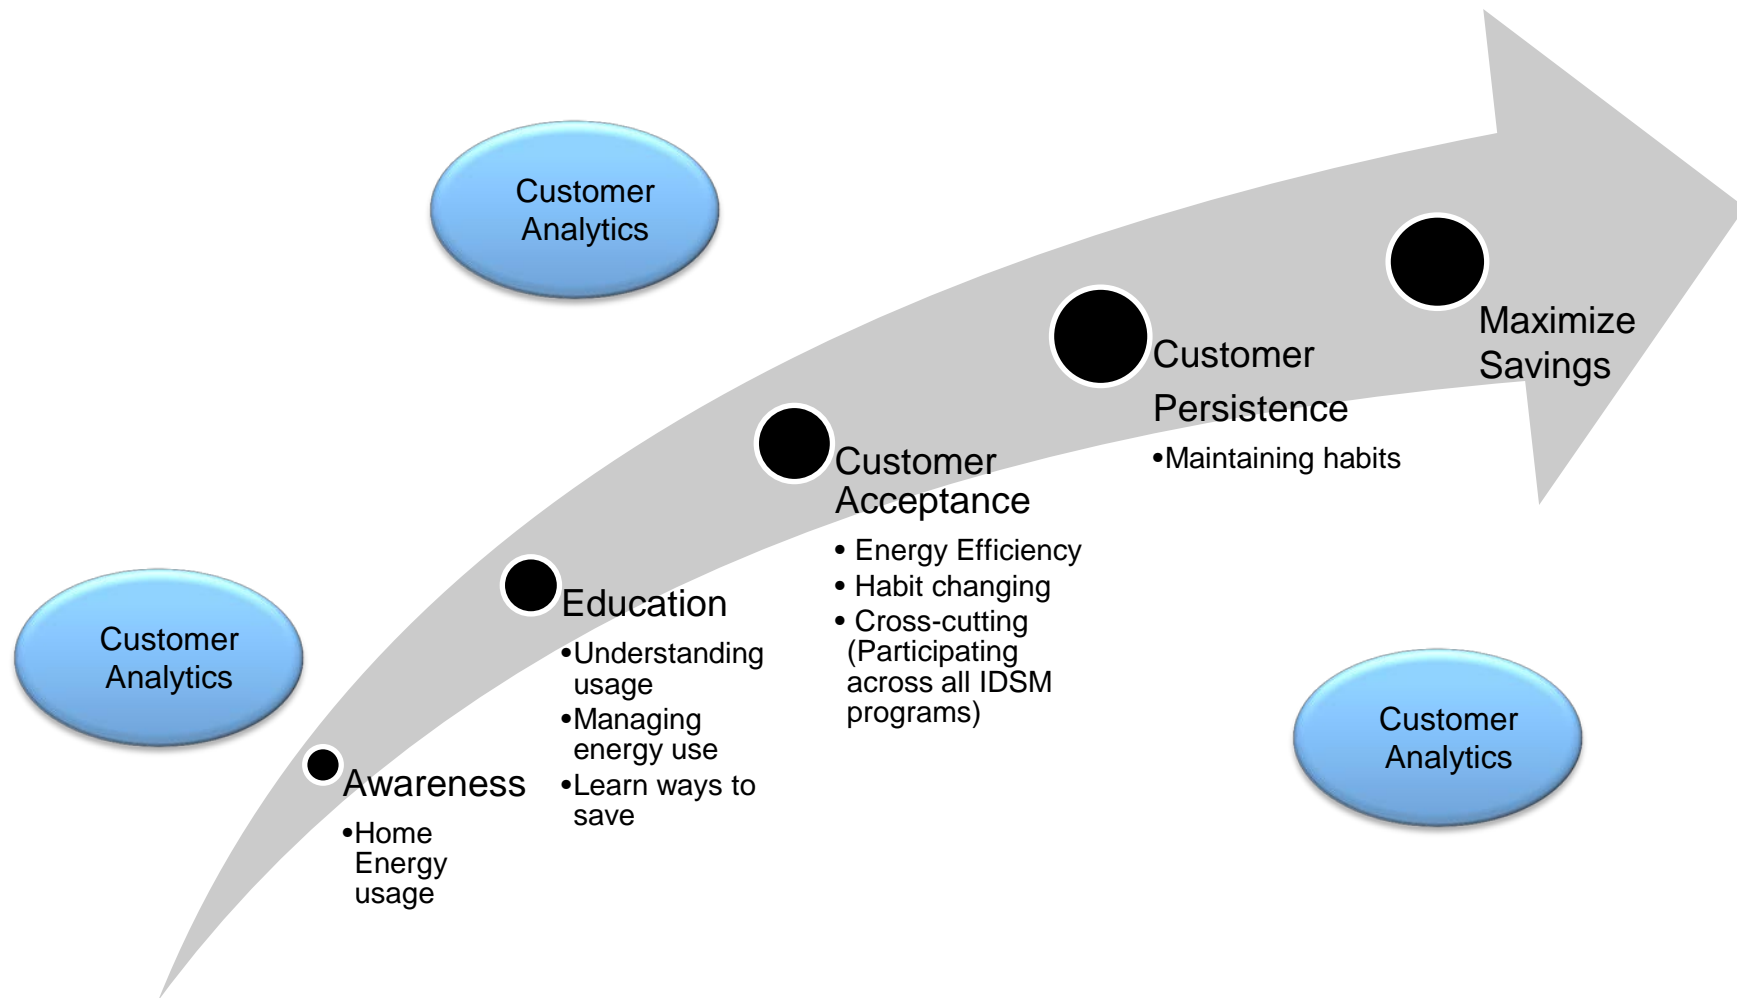 Customer
Analytics
Customer
Analytics
Awareness
•Home
Energy
usage
Education
•Understanding
usage
•Managing
energy use
•Learn ways to
save
Customer
Acceptance
• Energy Efficiency
• Habit changing
• Cross-cutting
(Participating
across all IDSM
programs)
Customer
Persistence
•Maintaining habits
Maximize
Savings
Customer
Analytics